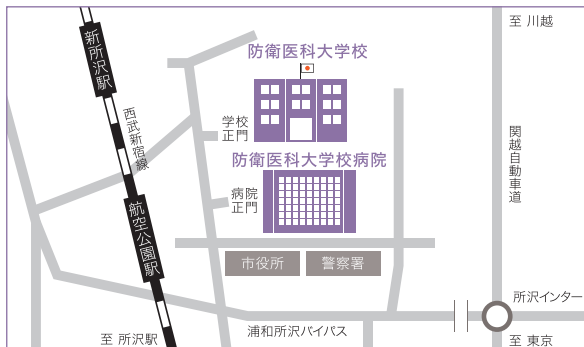 至 川越
防衛医科大学校
新所沢駅
西武新宿線
学校
正門
関越自動車道
防衛医科大学校病院
病院
正門
航空公園駅
市役所
警察署
所沢インター
浦和所沢バイパス
至 所沢駅
至 東京